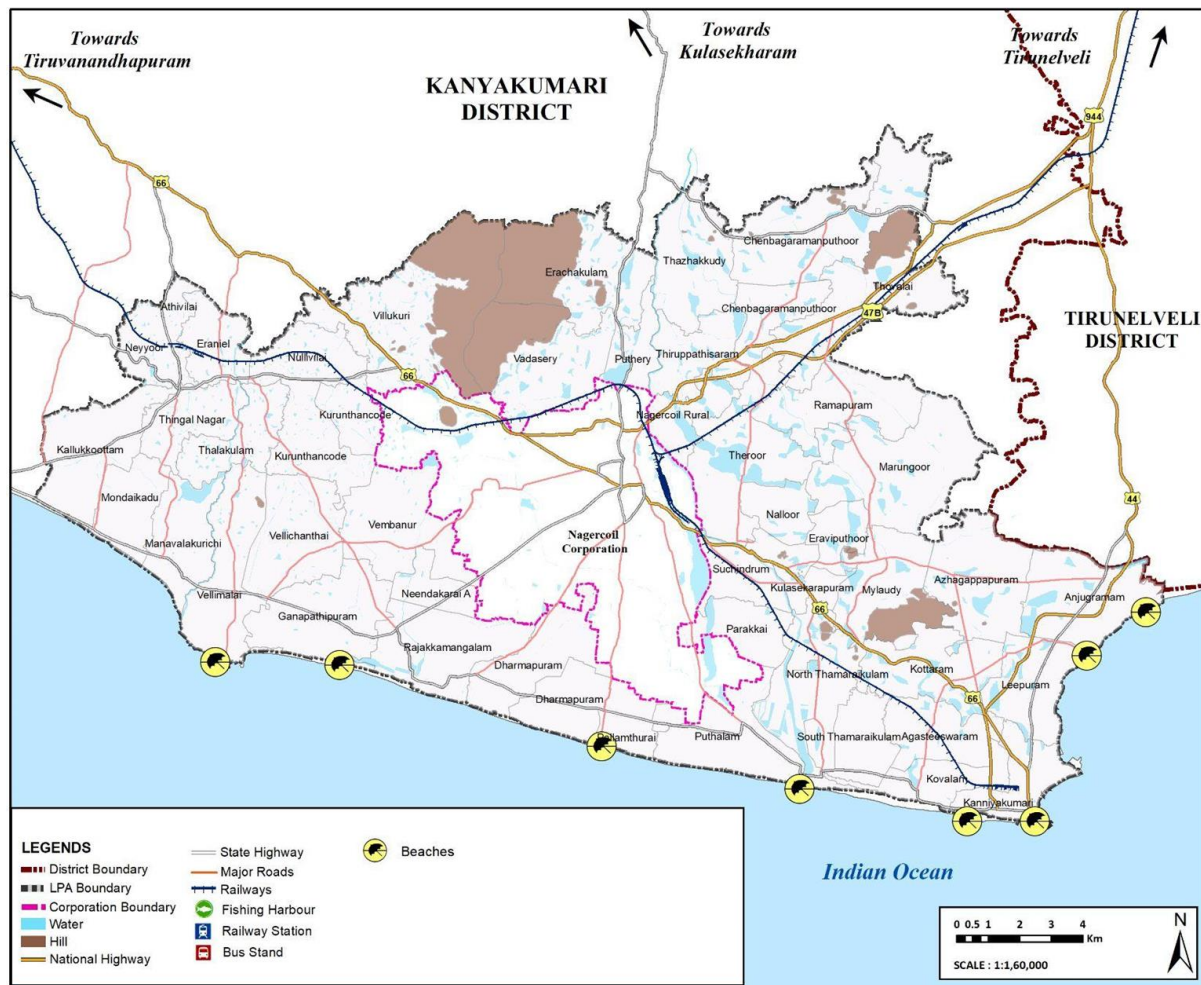 Towards
Tiruvanandhapuram
Towards
Kulasekharam
Towards
Tirunelveli
KANYAKUMARI
DISTRICT
944
66
Chenbagaramanputhoor
Thazhakkudy
Erachakulam
Thovalai
Athivilai
Villukuri
Chenbagaramanputhoor
47B
TIRUNELVELI
DISTRICT
Neyyoor
Eraniel
Nullivilai
Vadasery
Puthery
Thiruppathisaram
66
Thingal Nagar
Kurunthancode
Nagercoil Rural
Ramapuram
Kallukkoottam
Thalakulam
Kurunthancode
Theroor
Marungoor
Mondaikadu
44
Vembanur
Nalloor
Manavalakurichi
Vellichanthai
Nagercoil
Corporation
Eraviputhoor
Suchindrum
Kulasekarapuram
Mylaudy
Azhagappapuram
Anjugramam
Vellimalai
Neendakarai A
66
Ganapathipuram
Parakkai
Rajakkamangalam
Dharmapuram
North Thamaraikulam
Kottaram
Leepuram
Dharmapuram
66
Pallamthurai
Puthalam
South Thamaraikulam
Agasteeswaram
Kovalam
Kanniyakumari
Indian Ocean
LEGENDS
District Boundary
LPA Boundary
Corporation Boundary
Water
Hill
National Highway
State Highway
Major Roads
Railways
Fishing Harbour
Railway Station
Bus Stand
Beaches
0 0.5 1 2 3 4
Km
SCALE : 1:1,60,000
N